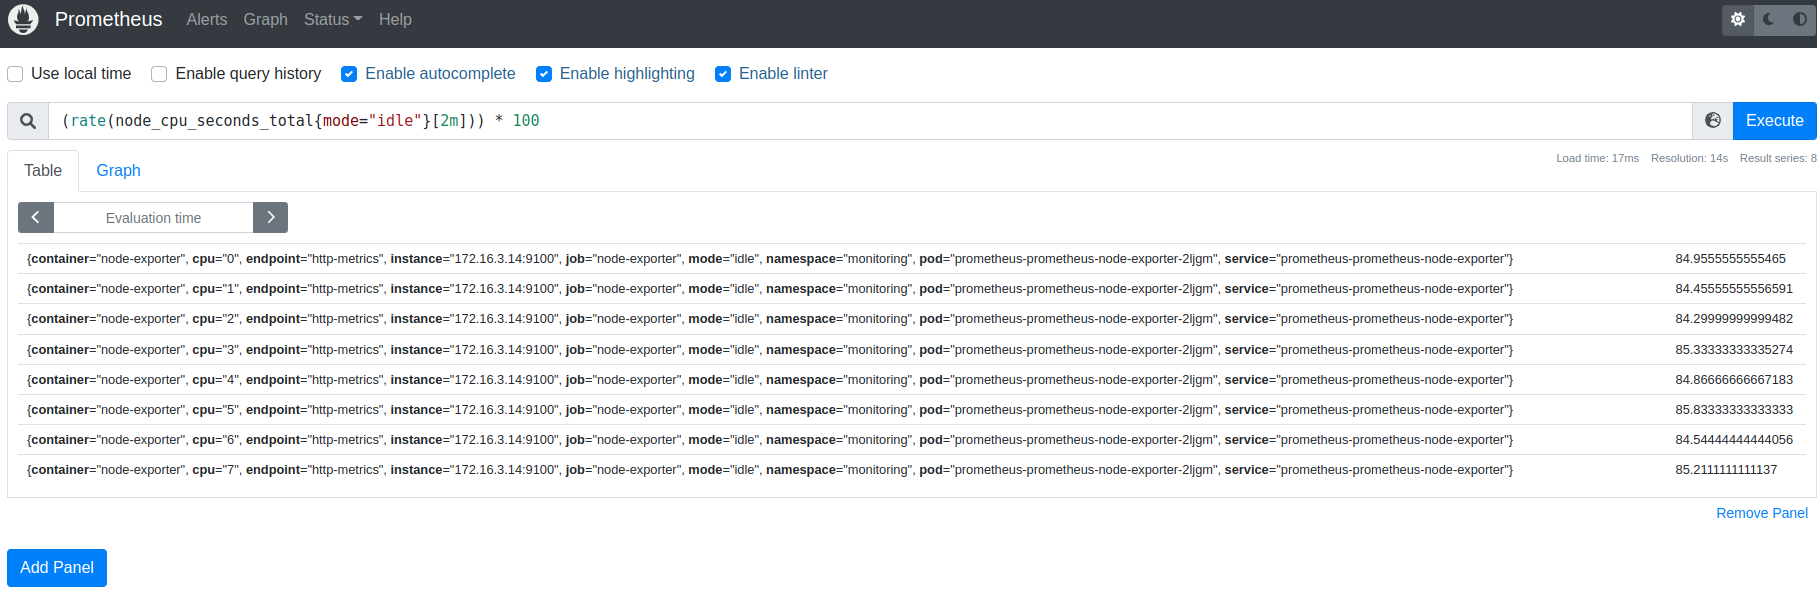 Prometheus Alerts Graph Status Help
Use local time Enable query history Enable autocomplete Enable highlighting Enable linter
(rate(node_cpu_seconds_total{mode="idle"}[2m])) * 100 Execute
Table Graph Load time: 17ms Resolution: 14s Result series: 8
Evaluation time
{container="node-exporter", cpu="0", endpoint="http-metrics", instance="172.16.3.14:9100", job="node-exporter", mode="idle", namespace="monitoring", pod="prometheus-prometheus-node-exporter-2ljgm", service="prometheus-prometheus-node-exporter"} 84.9555555555465
{container="node-exporter", cpu="1", endpoint="http-metrics", instance="172.16.3.14:9100", job="node-exporter", mode="idle", namespace="monitoring", pod="prometheus-prometheus-node-exporter-2ljgm", service="prometheus-prometheus-node-exporter"} 84.45555555556591
{container="node-exporter", cpu="2", endpoint="http-metrics", instance="172.16.3.14:9100", job="node-exporter", mode="idle", namespace="monitoring", pod="prometheus-prometheus-node-exporter-2ljgm", service="prometheus-prometheus-node-exporter"} 84.29999999999482
{container="node-exporter", cpu="3", endpoint="http-metrics", instance="172.16.3.14:9100", job="node-exporter", mode="idle", namespace="monitoring", pod="prometheus-prometheus-node-exporter-2ljgm", service="prometheus-prometheus-node-exporter"} 85.33333333335274
{container="node-exporter", cpu="4", endpoint="http-metrics", instance="172.16.3.14:9100", job="node-exporter", mode="idle", namespace="monitoring", pod="prometheus-prometheus-node-exporter-2ljgm", service="prometheus-prometheus-node-exporter"} 84.86666666667183
{container="node-exporter", cpu="5", endpoint="http-metrics", instance="172.16.3.14:9100", job="node-exporter", mode="idle", namespace="monitoring", pod="prometheus-prometheus-node-exporter-2ljgm", service="prometheus-prometheus-node-exporter"} 85.83333333333333
{container="node-exporter", cpu="6", endpoint="http-metrics", instance="172.16.3.14:9100", job="node-exporter", mode="idle", namespace="monitoring", pod="prometheus-prometheus-node-exporter-2ljgm", service="prometheus-prometheus-node-exporter"} 84.54444444444056
{container="node-exporter", cpu="7", endpoint="http-metrics", instance="172.16.3.14:9100", job="node-exporter", mode="idle", namespace="monitoring", pod="prometheus-prometheus-node-exporter-2ljgm", service="prometheus-prometheus-node-exporter"} 85.2111111111137
Remove Panel
Add Panel